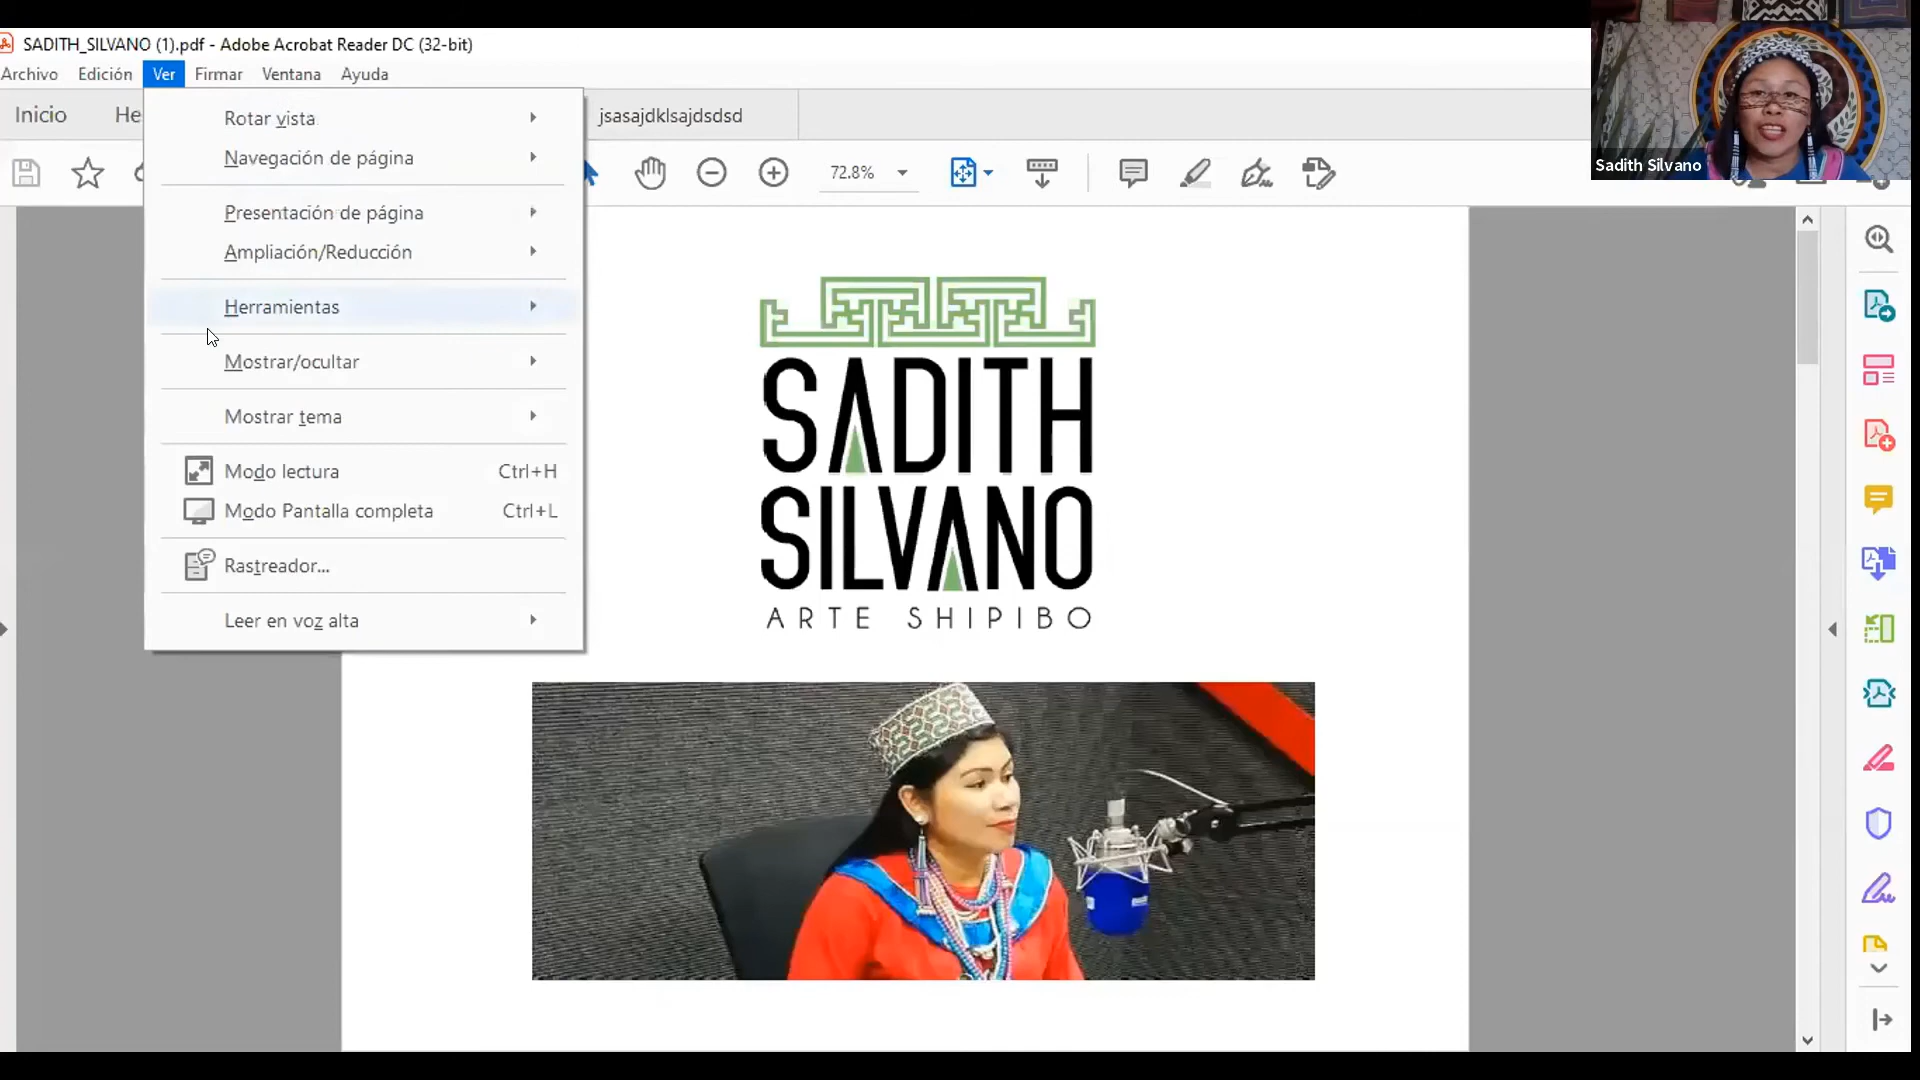 SADITH_SILVANO (1).pdf - Adobe Acrobat Reader DC (32-bit)
Archivo Edición Ver Firmar Ventana Ayuda
Sadith Silvano
Inicio He jsasajdklsajdsdsd
72.8%
Rotar vista
Navegación de página
Presentación de página
Ampliación/Reducción
Herramientas
Mostrar/ocultar
Mostrar tema
Modo lectura Ctrl+H
Modo Pantalla completa Ctrl+L
Rastreador...
Leer en voz alta
SADITH
SILVANO
ARTE SHIPIBO